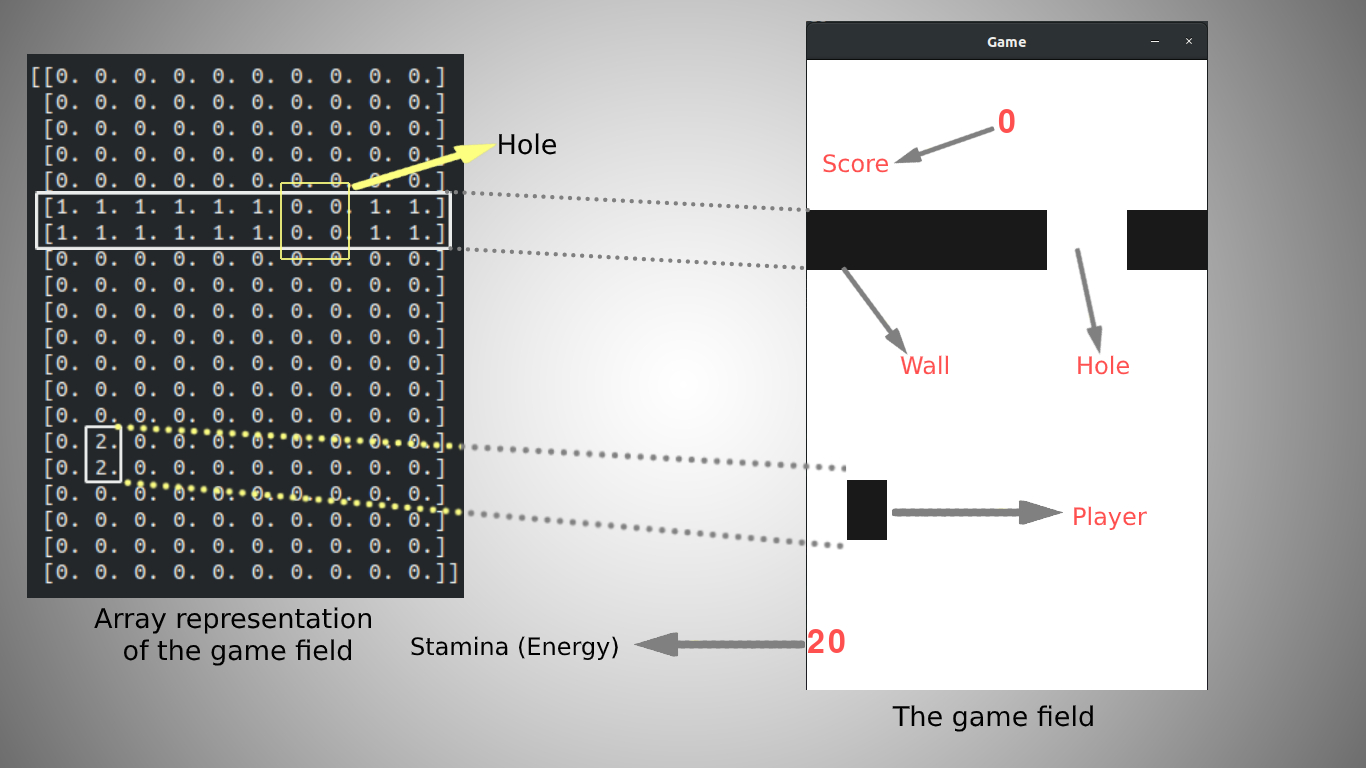 [[0. 0. 0. 0. 0. 0. 0. 0. 0. 0.]
[0. 0. 0. 0. 0. 0. 0. 0. 0. 0.]
[0. 0. 0. 0. 0. 0. 0. 0. 0. 0.]
[0. 0. 0. 0. 0. 0. 0. 0. 0. 0.]
[0. 0. 0. 0. 0. 0. 0. 0. 0. 0.]
[1. 1. 1. 1. 1. 1. 0. 0. 1. 1.]
[1. 1. 1. 1. 1. 1. 0. 0. 1. 1.]
[0. 0. 0. 0. 0. 0. 0. 0. 0. 0.]
[0. 0. 0. 0. 0. 0. 0. 0. 0. 0.]
[0. 0. 0. 0. 0. 0. 0. 0. 0. 0.]
[0. 0. 0. 0. 0. 0. 0. 0. 0. 0.]
[0. 0. 0. 0. 0. 0. 0. 0. 0. 0.]
[0. 0. 0. 0. 0. 0. 0. 0. 0. 0.]
[0. 0. 0. 0. 0. 0. 0. 0. 0. 0.]
[0. 2. 0. 0. 0. 0. 0. 0. 0. 0.]
[0. 2. 0. 0. 0. 0. 0. 0. 0. 0.]
[0. 0. 0. 0. 0. 0. 0. 0. 0. 0.]
[0. 0. 0. 0. 0. 0. 0. 0. 0. 0.]
[0. 0. 0. 0. 0. 0. 0. 0. 0. 0.]
[0. 0. 0. 0. 0. 0. 0. 0. 0. 0.]]
Array representation
of the game field
Hole
Stamina (Energy)
Game
0
Score
Wall
Hole
Player
20
The game field